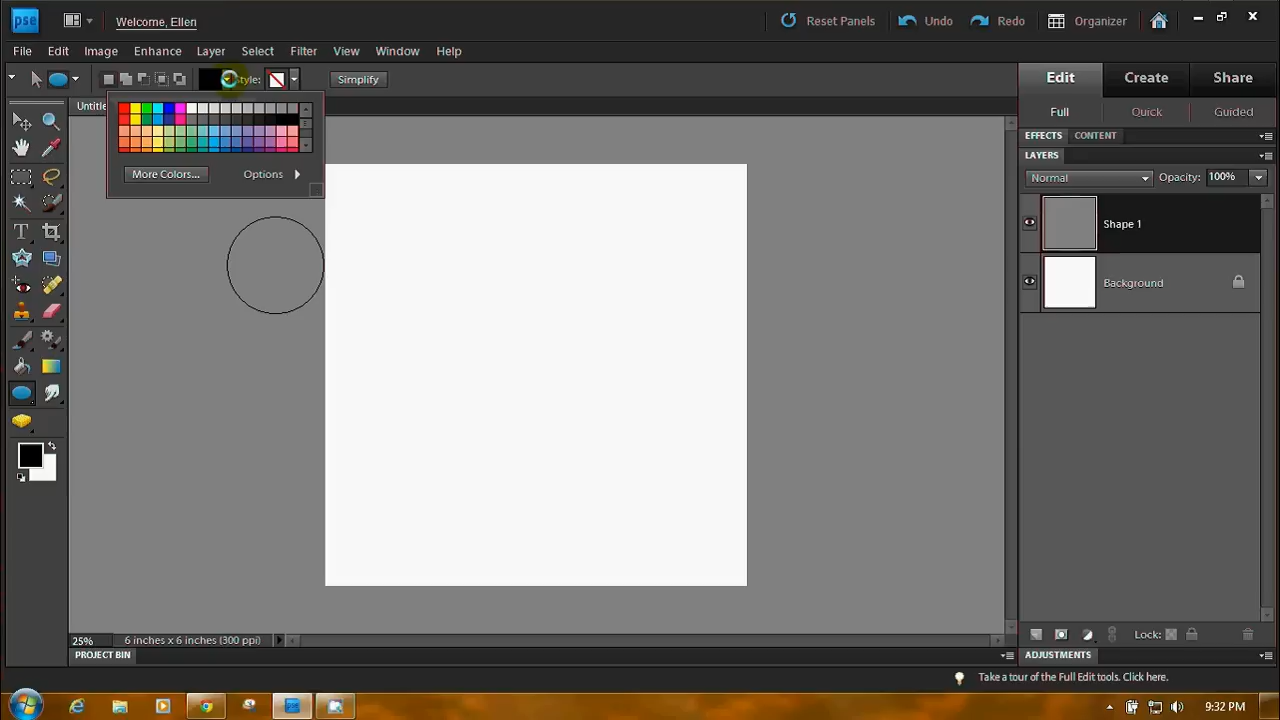 pse Welcome, Ellen Reset Panels Undo Redo Organizer
File Edit Image Enhance Layer Select Filter View Window Help
Style: Simplify
Edit Create Share
Full Quick Guided
Untitle
EFFECTS CONTENT
LAYERS
More Colors... Options
Normal Opacity: 100%
Shape 1
Background
25% 6 inches x 6 inches (300 ppi)
Lock:
PROJECT BIN
ADJUSTMENTS
Take a tour of the Full Edit tools. Click here.
9:32 PM